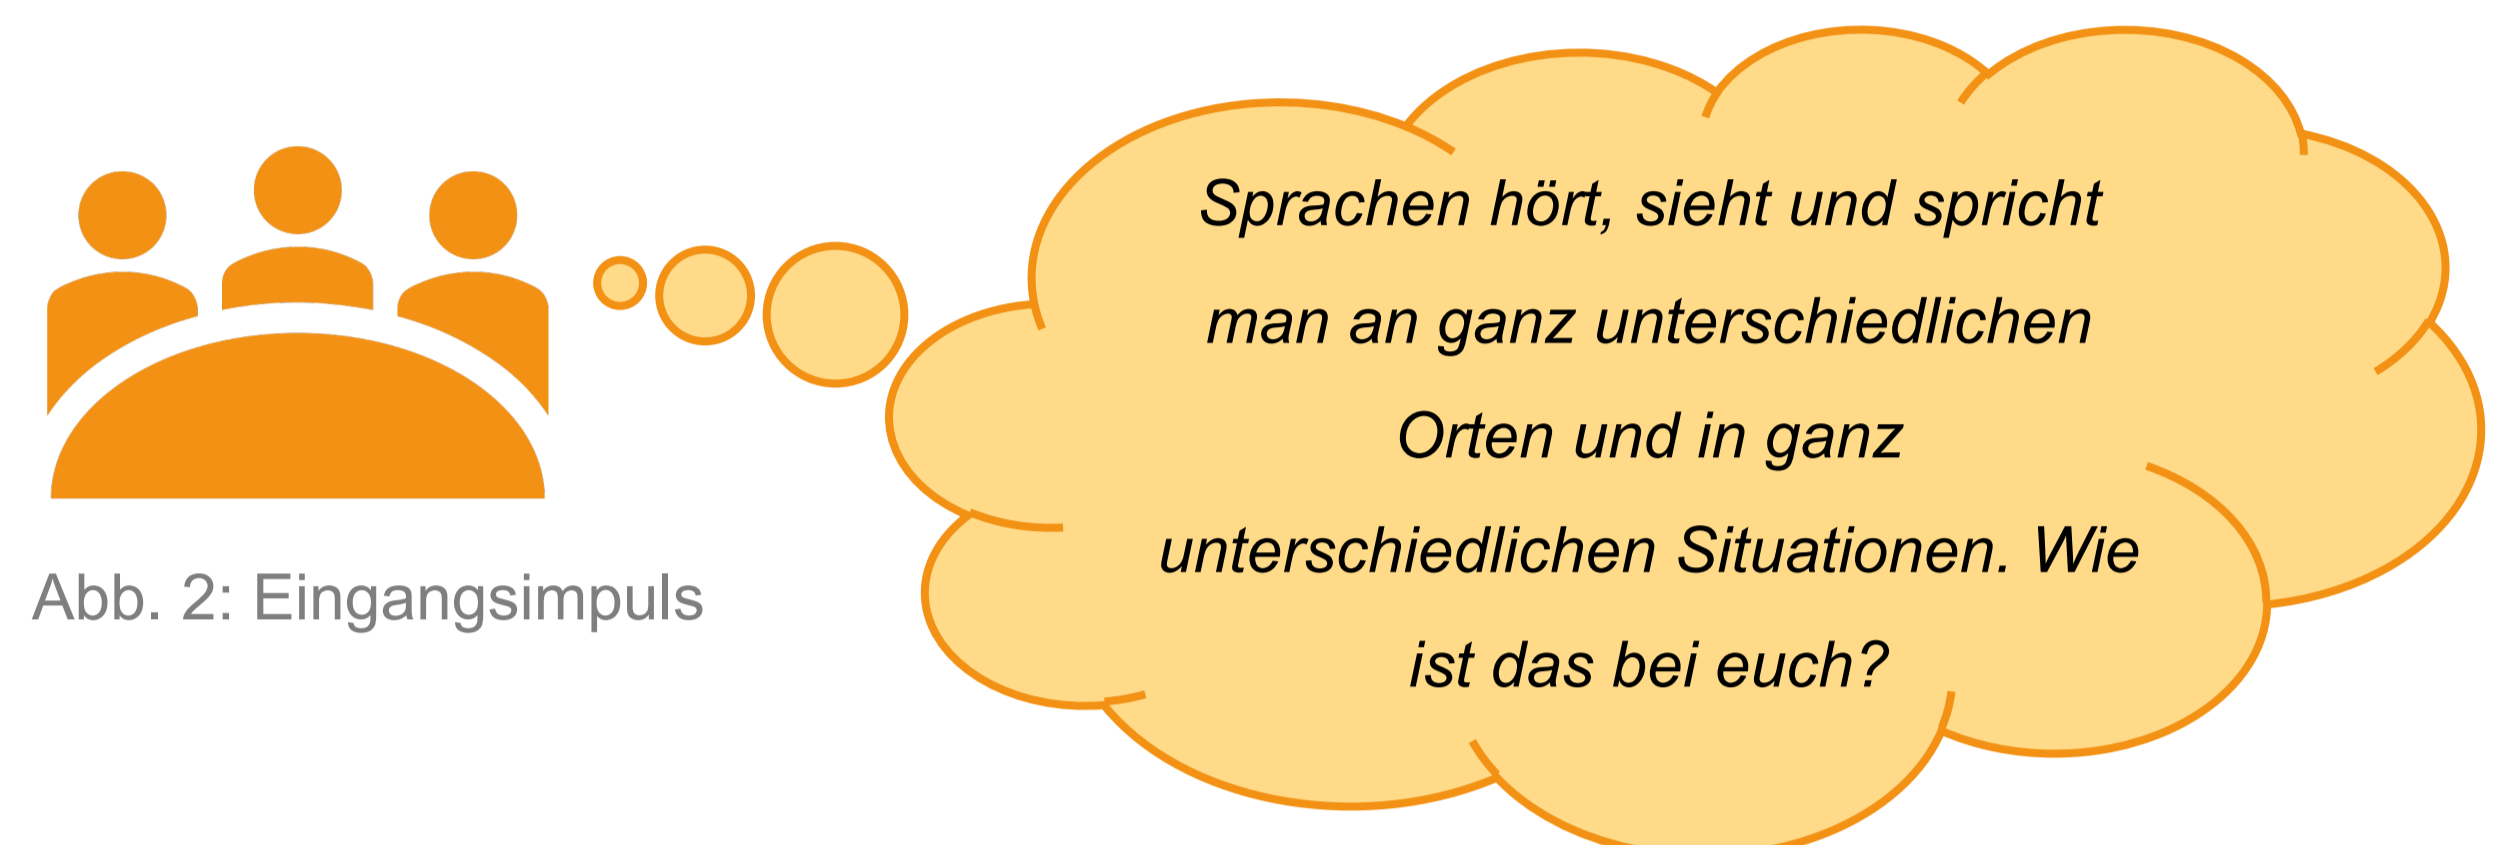 Sprachen hört, sieht und spricht
man an ganz unterschiedlichen
Orten und in ganz
unterschiedlichen Situationen. Wie
ist das bei euch?
Abb. 2: Eingangsimpuls